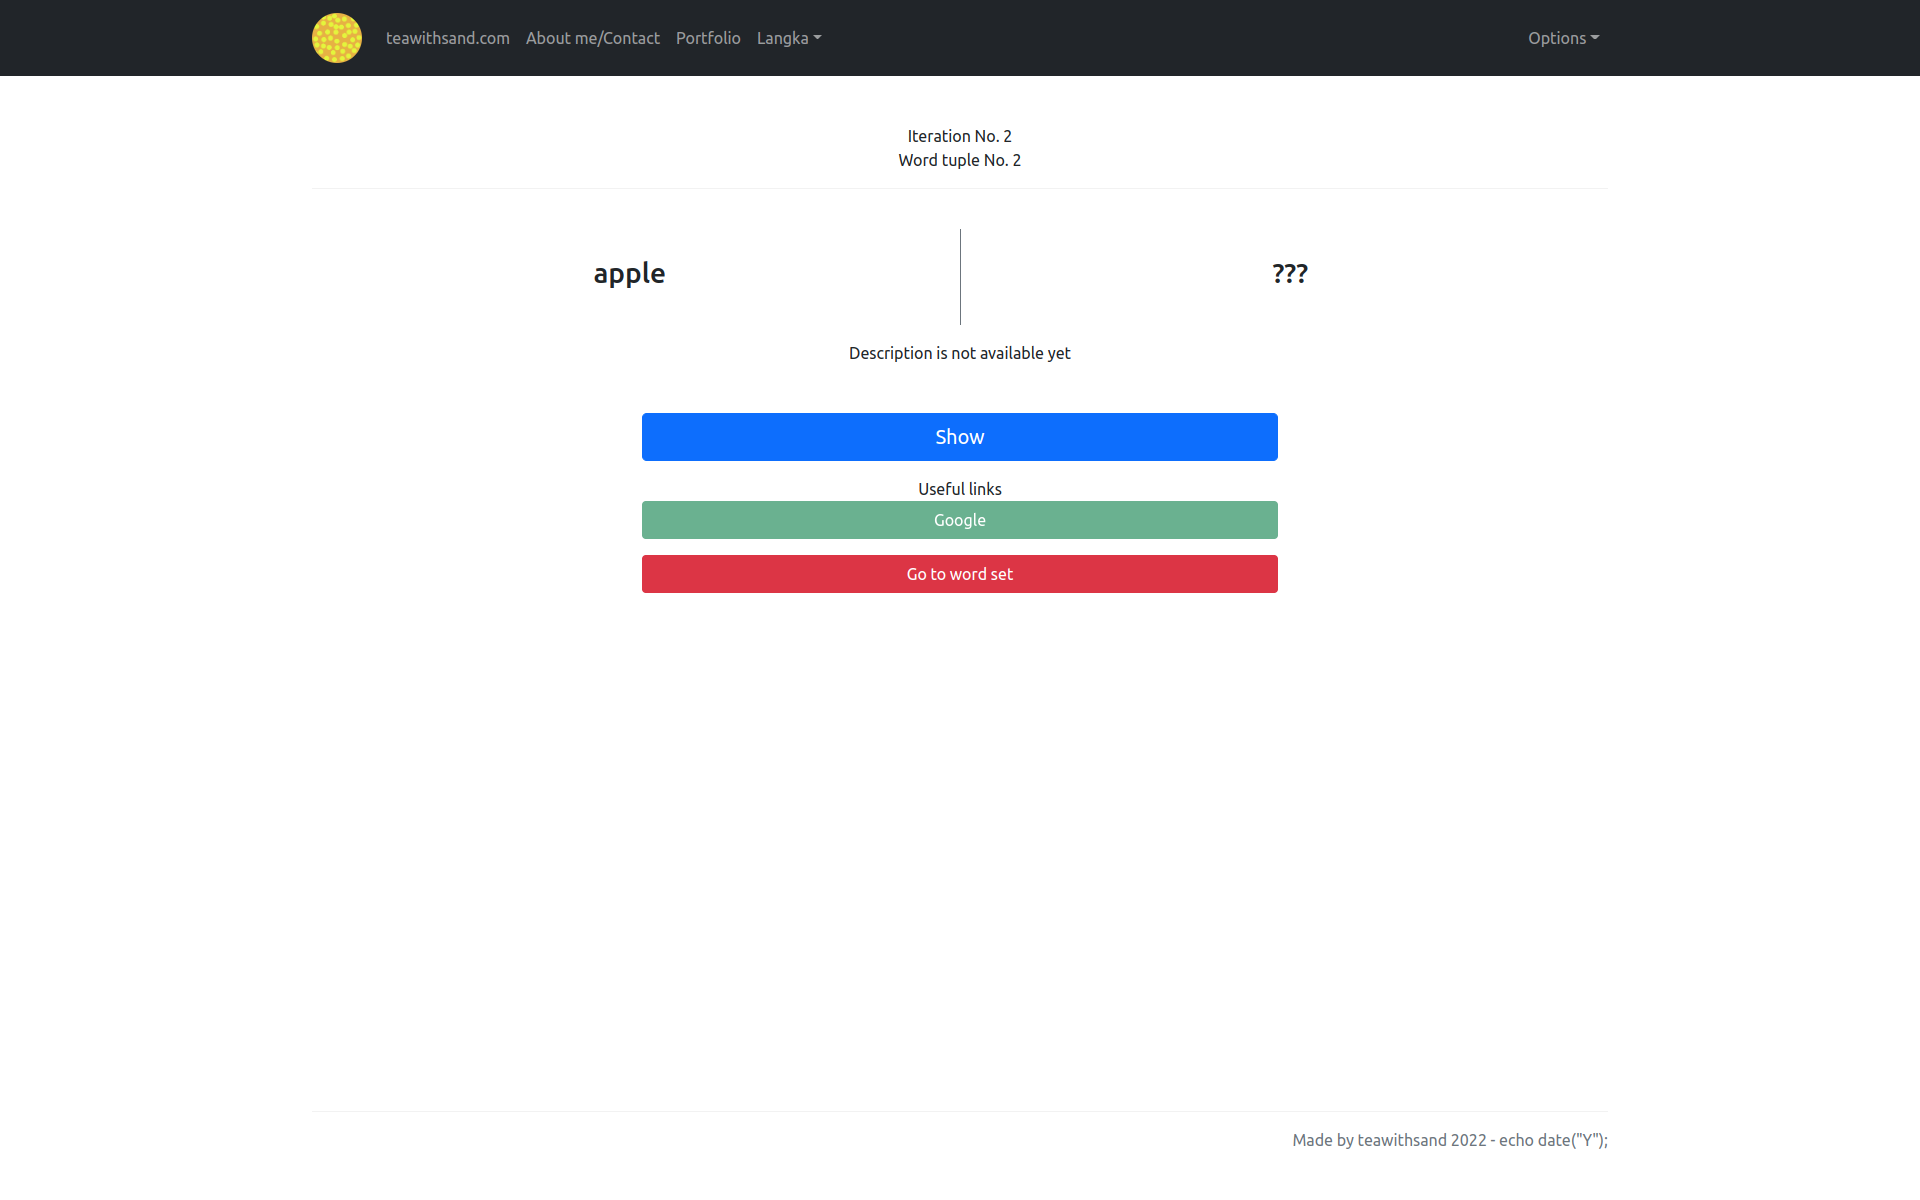 teawithsand.com About me/Contact Portfolio Langka Options
Iteration No. 2
Word tuple No. 2
apple ???
Description is not available yet
Show
Useful links
Google
Go to word set
Made by teawithsand 2022 - echo date("Y");